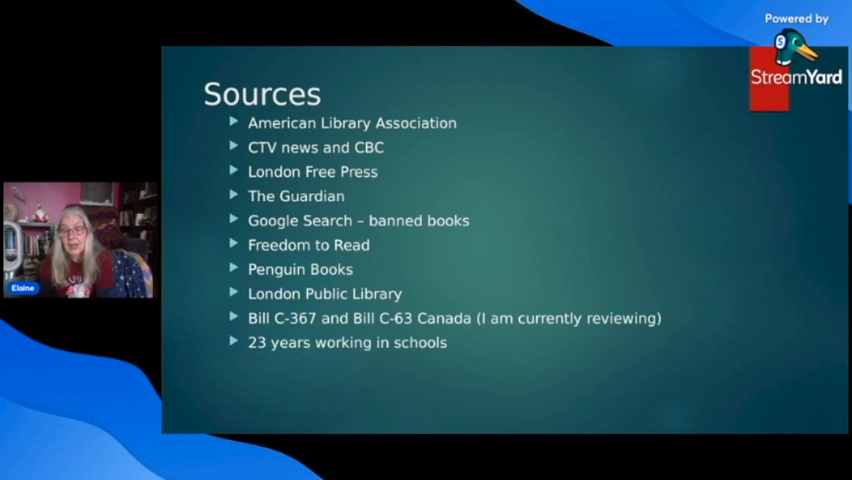 Powered by
StreamYard
Sources
American Library Association
CTV news and CBC
London Free Press
The Guardian
Google Search – banned books
Freedom to Read
Penguin Books
London Public Library
Bill C-367 and Bill C-63 Canada (I am currently reviewing)
23 years working in schools
Elaine